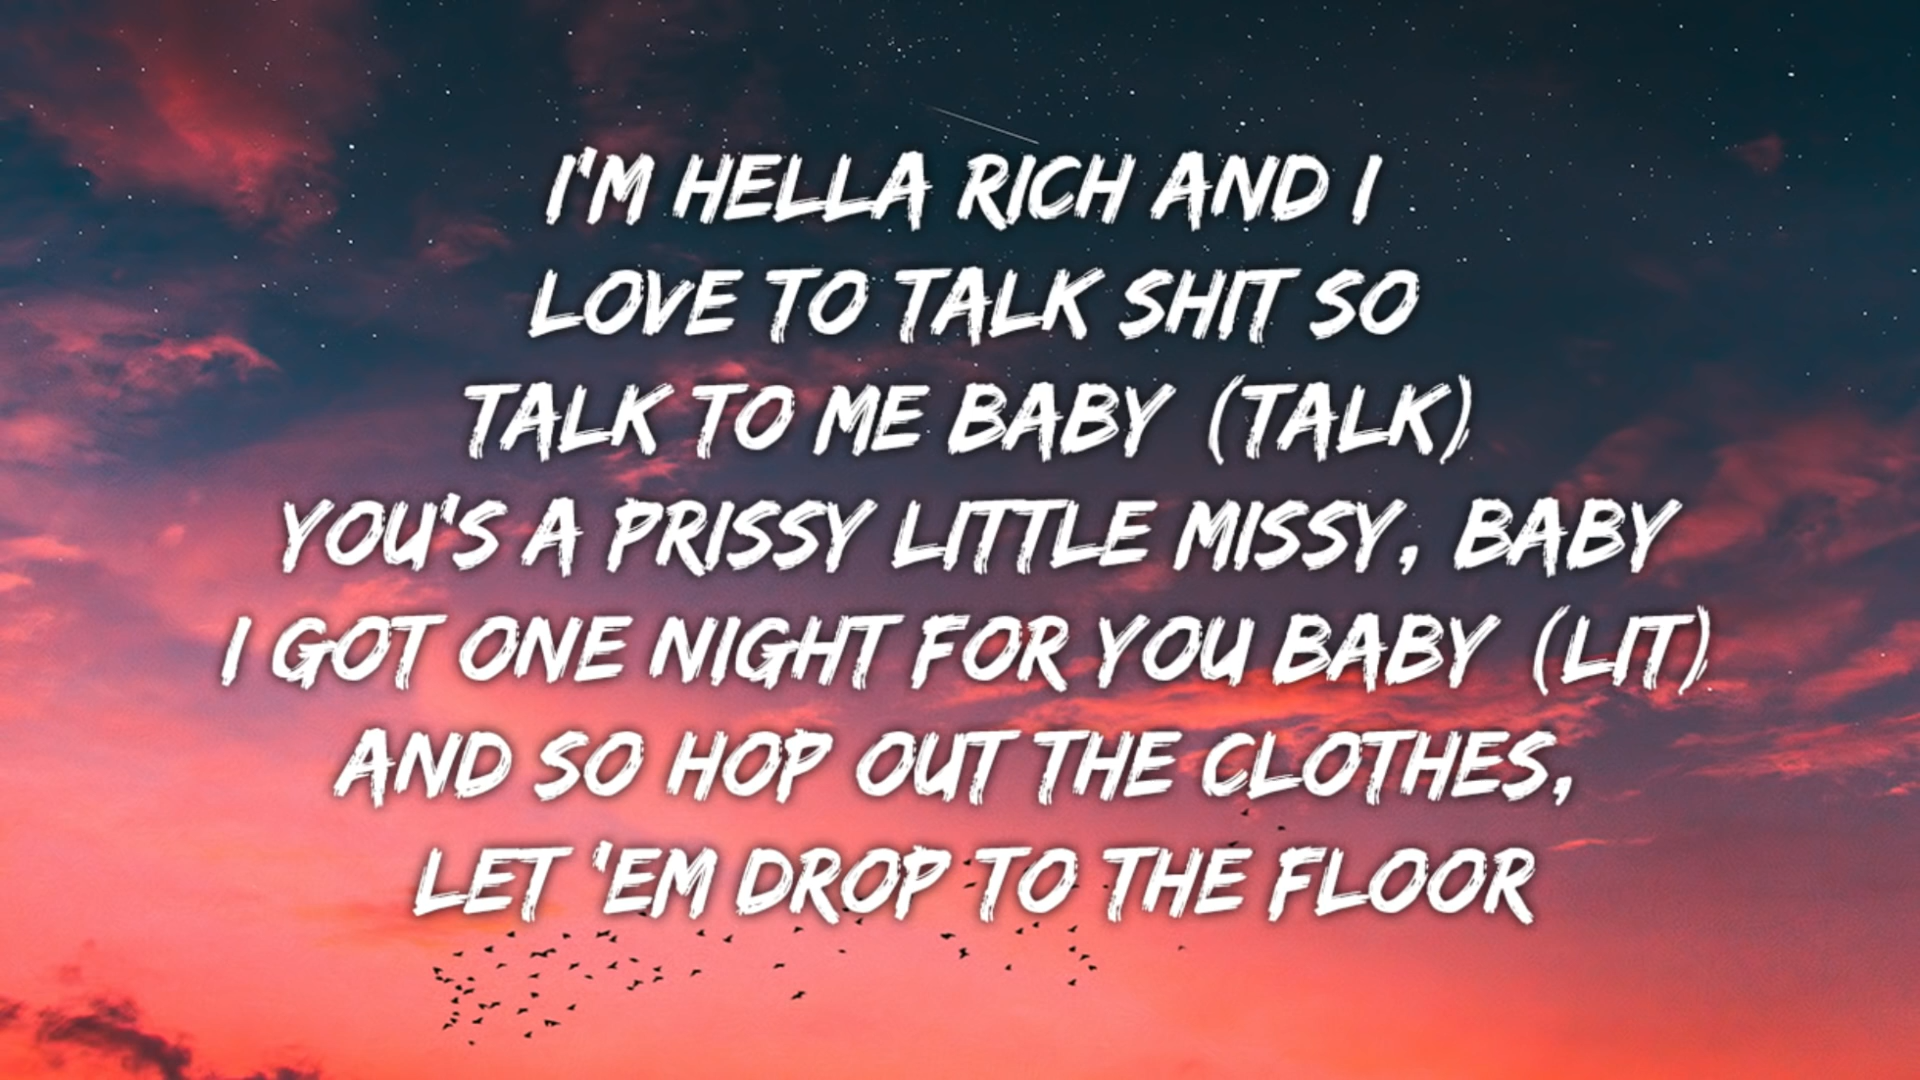 I'M HELLA RICH AND I
LOVE TO TALK SHIT SO
TALK TO ME BABY (TALK)
YOU'S A PRISSY LITTLE MISSY, BABY
I GOT ONE NIGHT FOR YOU BABY (LIT)
AND SO HOP OUT THE CLOTHES,
LET 'EM DROP TO THE FLOOR